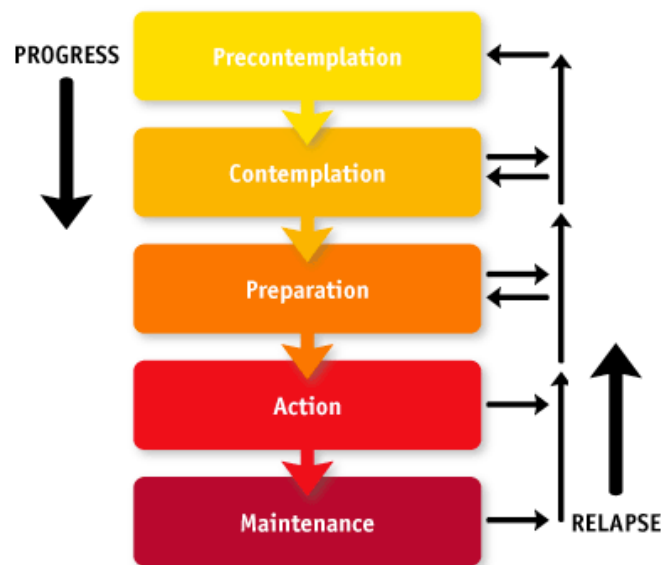 PROGRESS
Precontemplation
Contemplation
Preparation
Action
Maintenance
RELAPSE